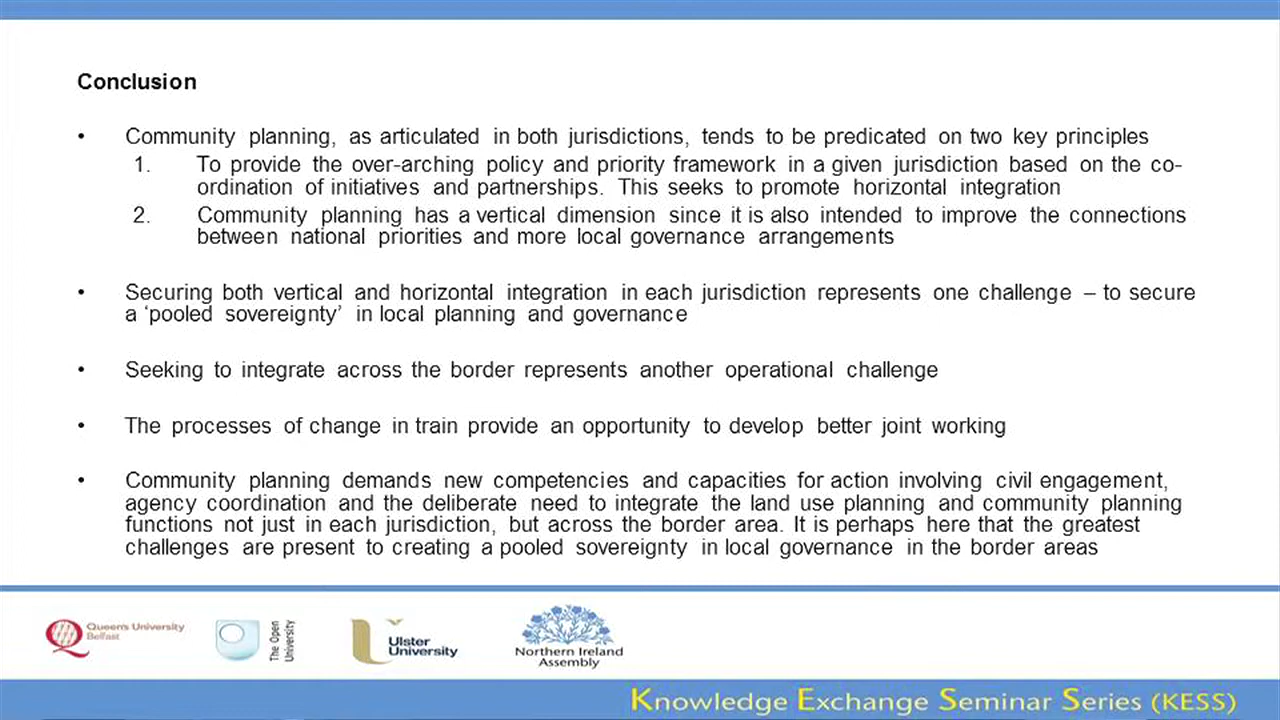 Conclusion
• Community planning, as articulated in both jurisdictions, tends to be predicated on two key principles
1. To provide the over-arching policy and priority framework in a given jurisdiction based on the co-
ordination of initiatives and partnerships. This seeks to promote horizontal integration
2. Community planning has a vertical dimension since it is also intended to improve the connections
between national priorities and more local governance arrangements
• Securing both vertical and horizontal integration in each jurisdiction represents one challenge – to secure
a ‘pooled sovereignty’ in local planning and governance
• Seeking to integrate across the border represents another operational challenge
• The processes of change in train provide an opportunity to develop better joint working
• Community planning demands new competencies and capacities for action involving civil engagement,
agency coordination and the deliberate need to integrate the land use planning and community planning
functions not just in each jurisdiction, but across the border area. It is perhaps here that the greatest
challenges are present to creating a pooled sovereignty in local governance in the border areas
Queen's University
Belfast
The Open
University
Ulster
University
Northern Ireland
Assembly
Knowledge Exchange Seminar Series (KESS)